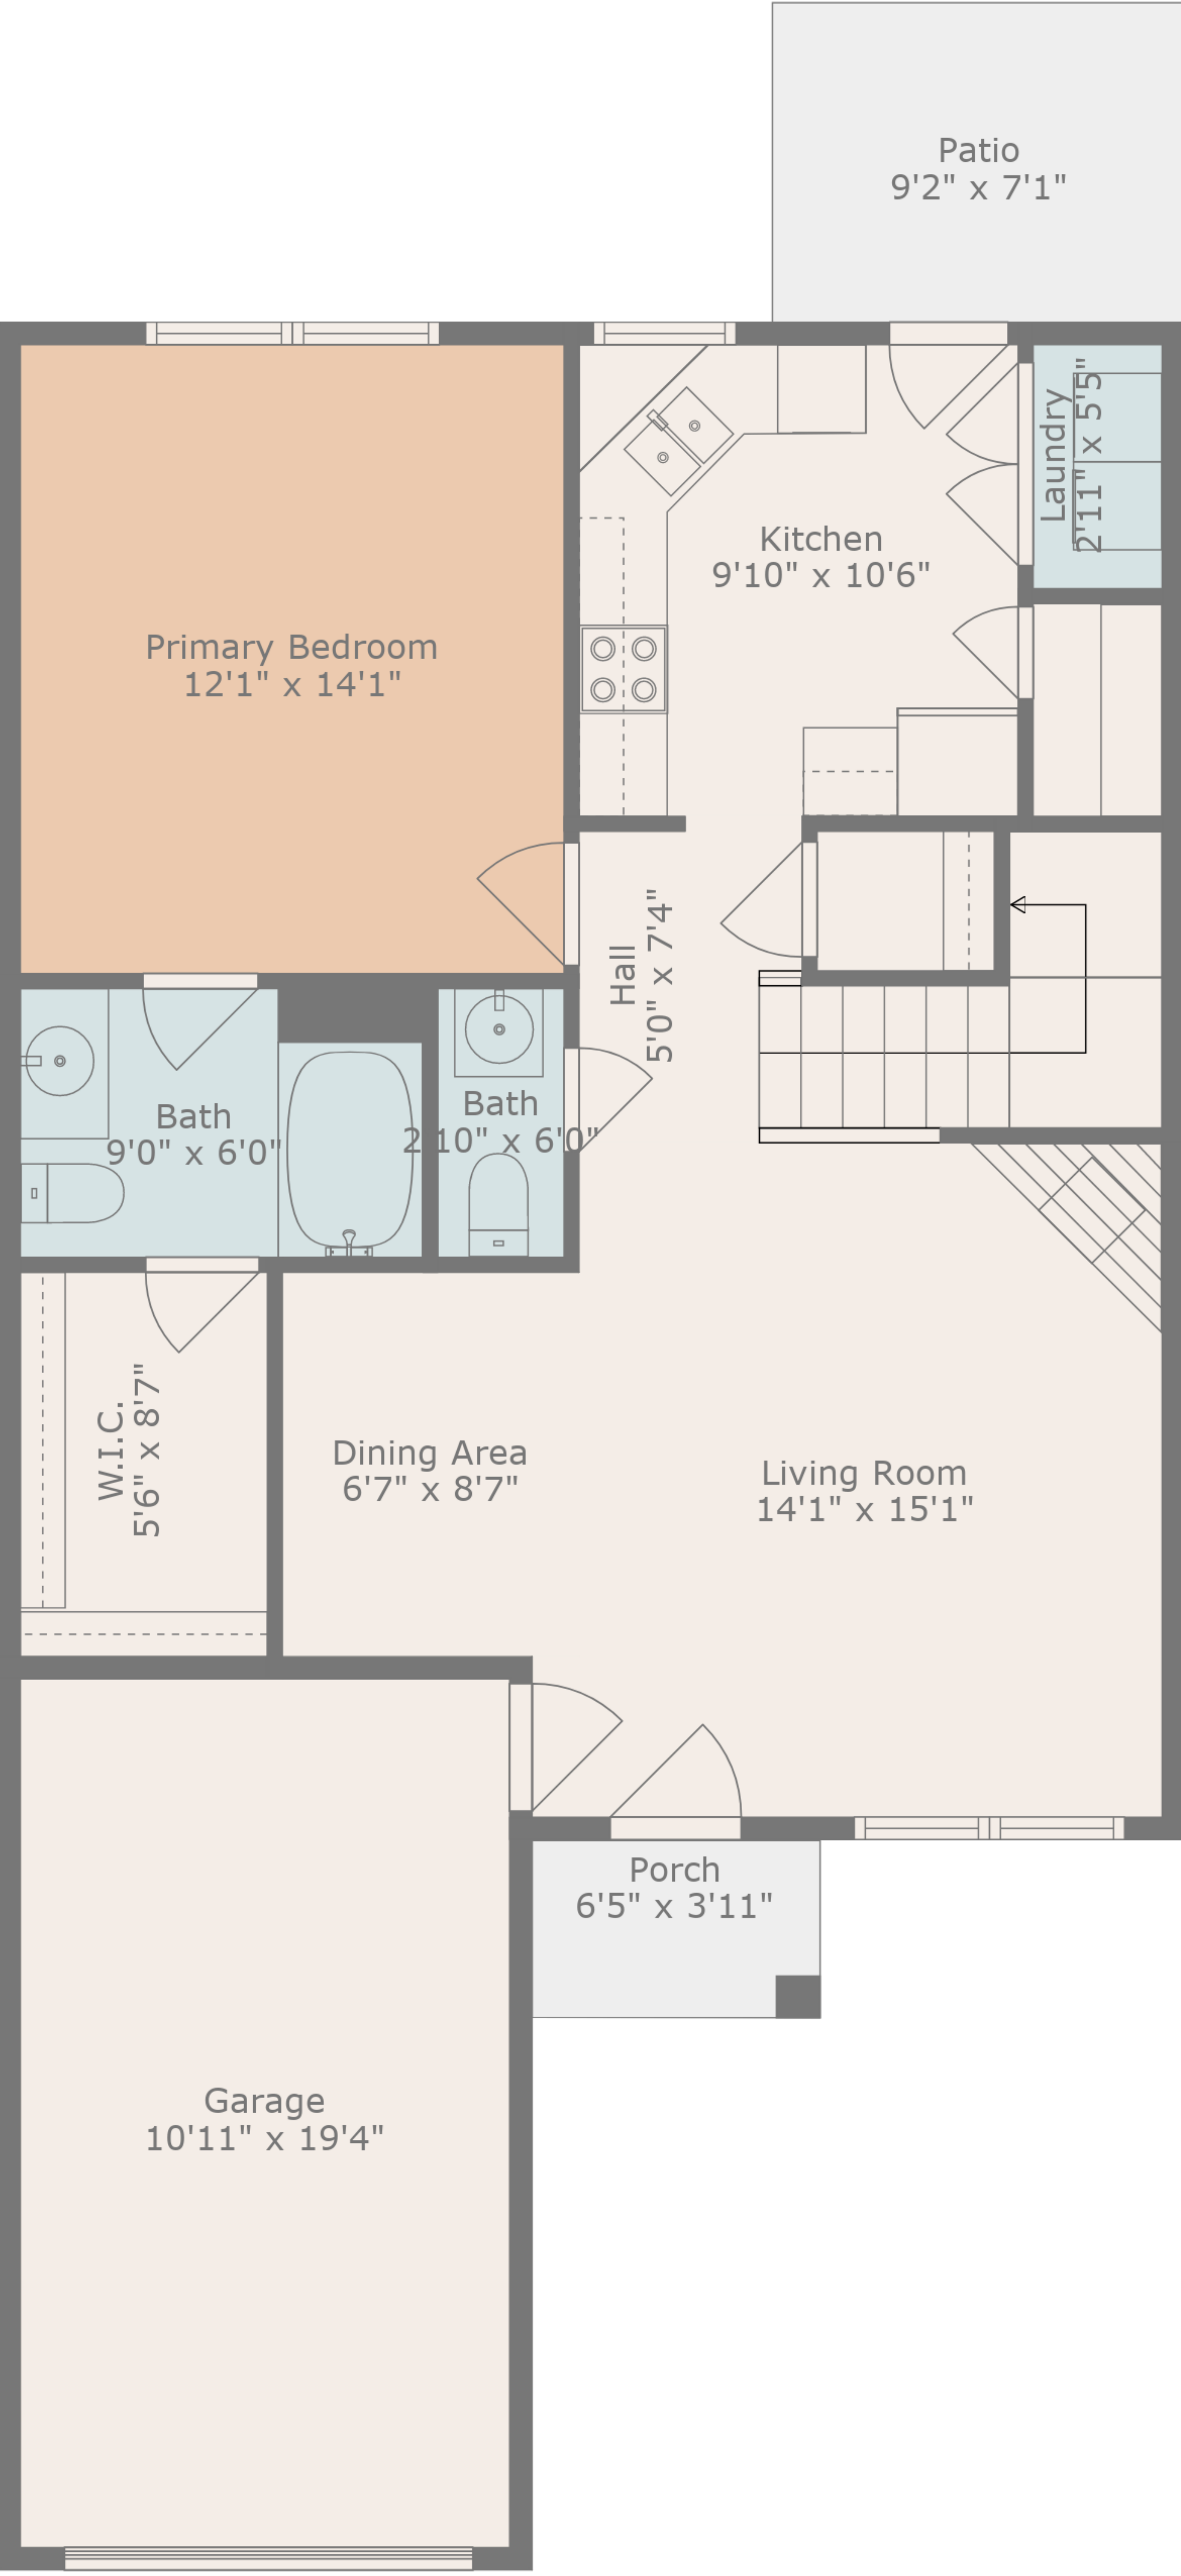 Patio
9'2" x 7'1"
Laundry
2'11" x 5'5"
Kitchen
9'10" x 10'6"
Primary Bedroom
12'1" x 14'1"
Hall
5'0" x 7'4"
Bath
9'0" x 6'0"
Bath
2'10" x 6'0"
W.I.C.
5'6" x 8'7"
Dining Area
6'7" x 8'7"
Living Room
14'1" x 15'1"
Porch
6'5" x 3'11"
Garage
10'11" x 19'4"